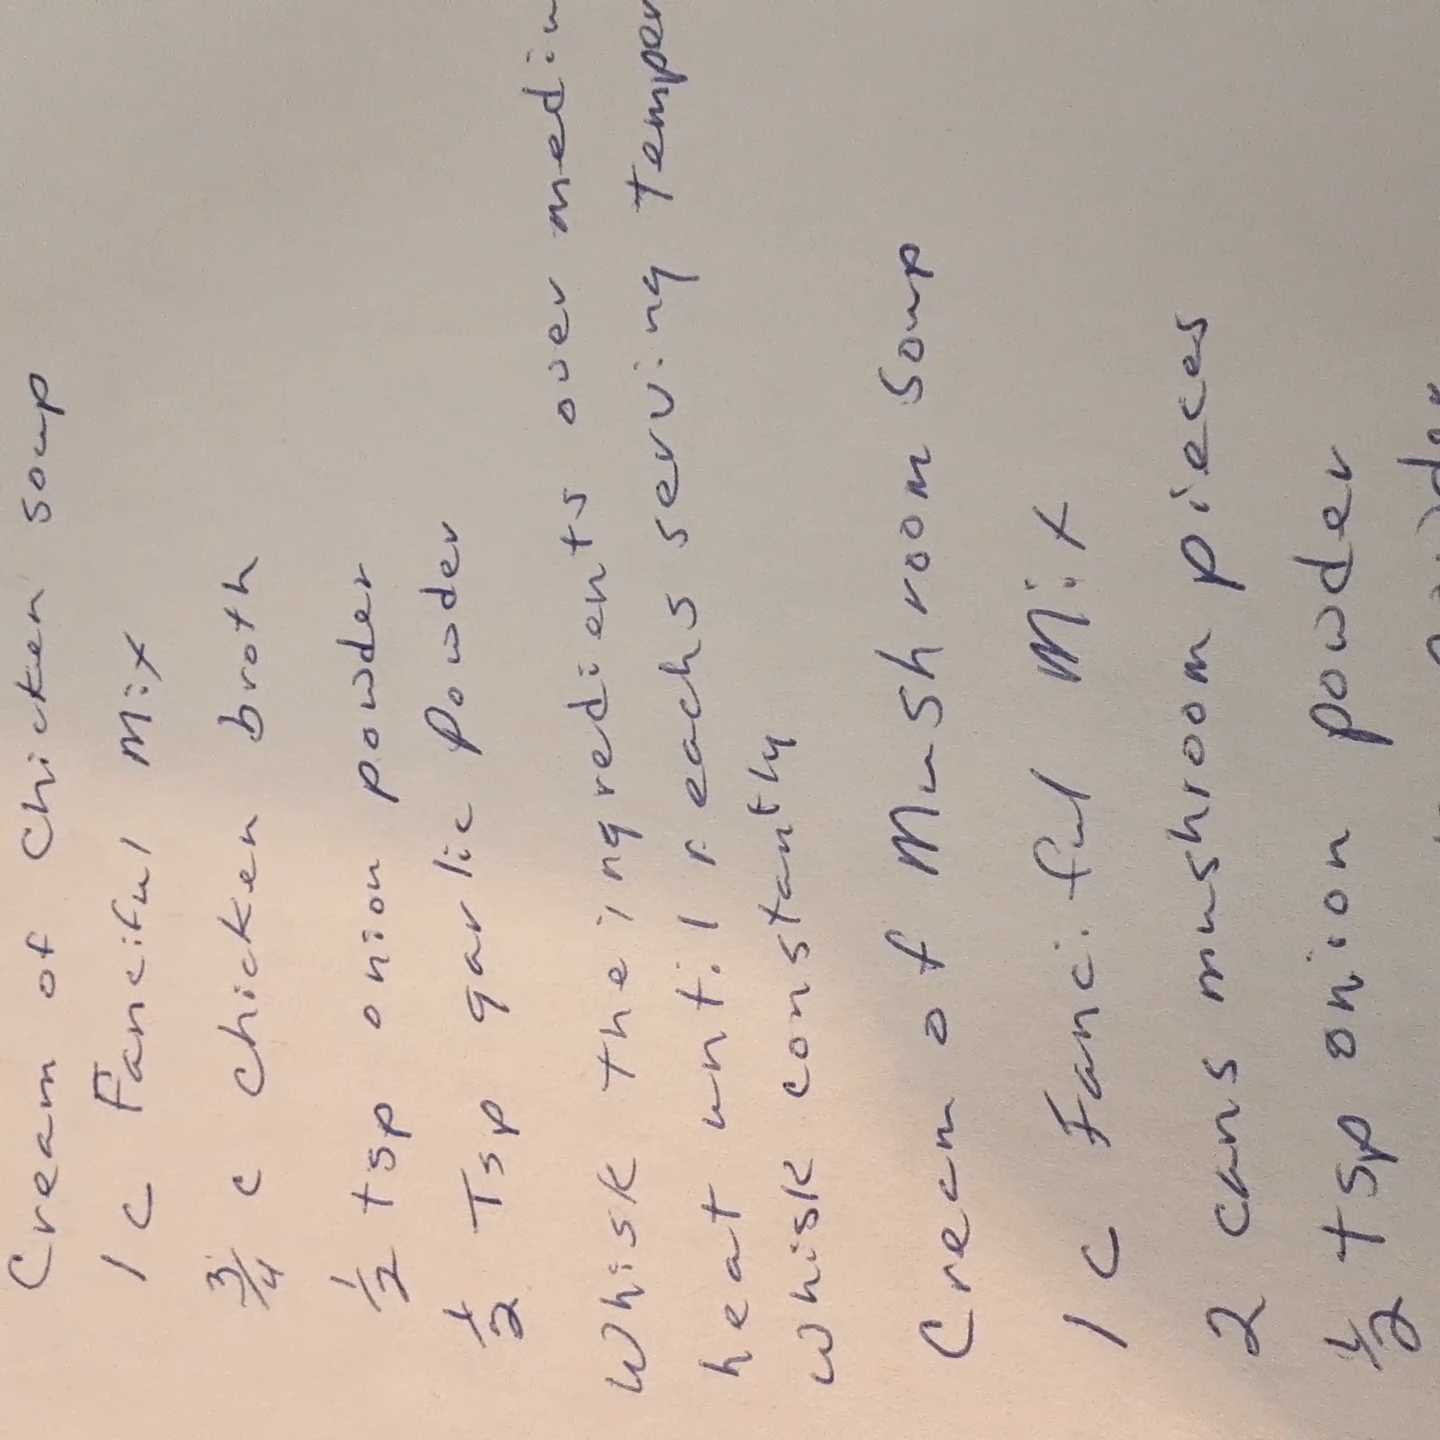 Cream of Chicken soup
1 c Fanciful Mix
3/4 c chicken broth
1/2 tsp onion powder
1/2 Tsp garlic Powder
Whisk the ingredients over mediu
heat until reachs serving temper
whisk constantly
Cream of Mushroom Soup
1 c Fanciful Mix
2 cans mushroom pieces
1/2 tsp onion powder